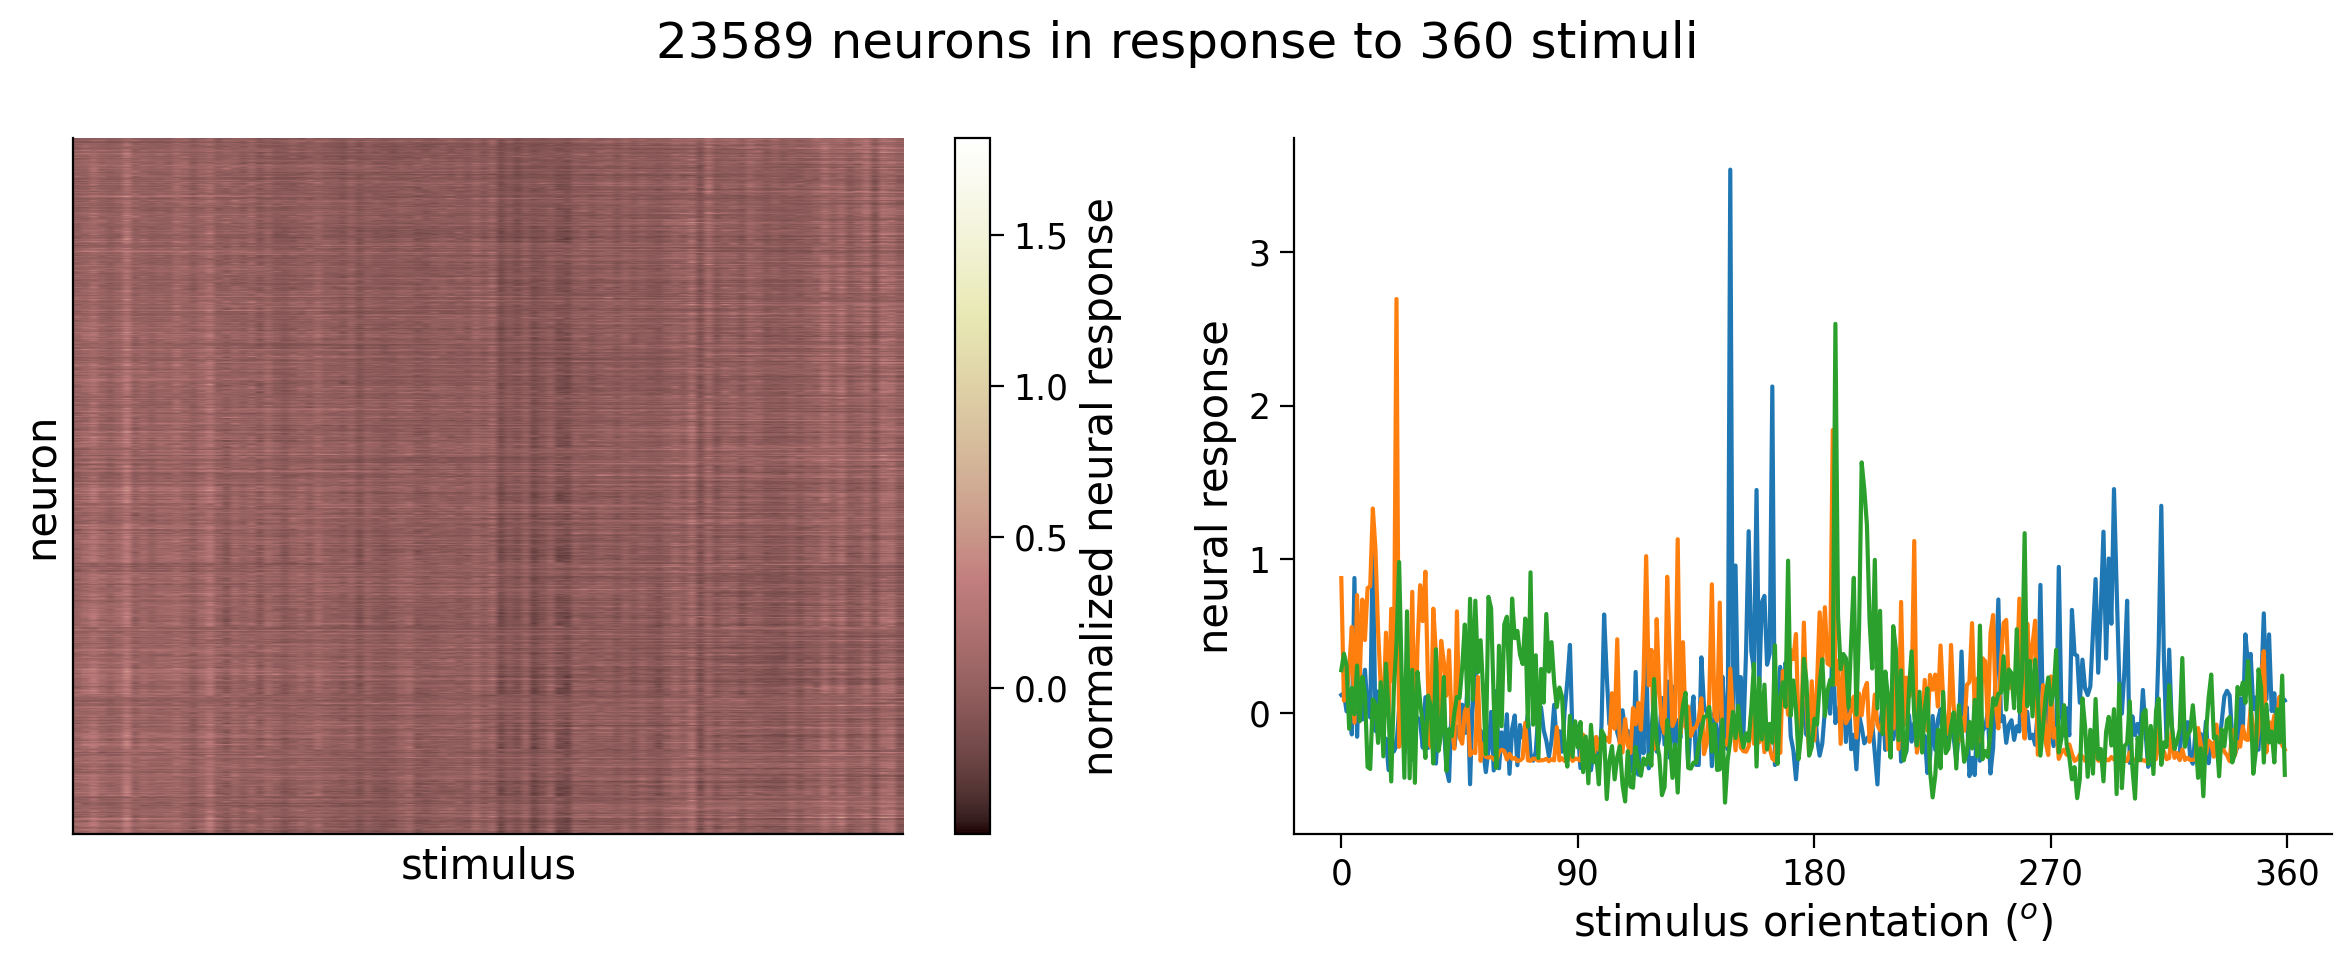 23589 neurons in response to 360 stimuli
neuron
stimulus
1.5
1.0
0.5
0.0
normalized neural response
neural response
3
2
1
0
0 90 180 270 360
stimulus orientation (°)